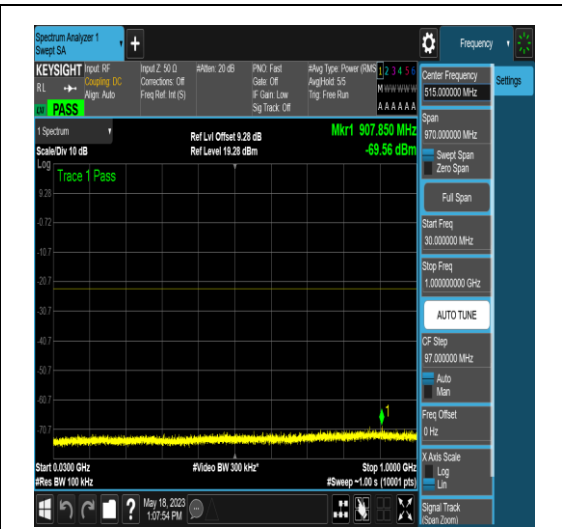 Spectrum Analyzer 1
Swept SA
+
Frequency
KEYSIGHT
RL
Input: RF
Coupling: DC
Align: Auto
Input Z: 50 Ω
Corrections: Off
Freq Ref: Int (S)
#Atten: 20 dB
PNO: Fast
Gate: Off
IF Gain: Low
Sig Track: Off
#Avg Type: Power (RMS
Avg|Hold: 5/5
Trig: Free Run
1 2 3 4 5 6
M W W W W W
A A A A A A
PASS
1 Spectrum
Scale/Div 10 dB
Ref Lvl Offset 9.28 dB
Ref Level 19.28 dBm
Mkr1 907.850 MHz
-69.56 dBm
Log
Trace 1 Pass
9.28
-0.72
-10.7
-20.7
-30.7
-40.7
-50.7
-60.7
-70.7
1
Start 0.0300 GHz
#Res BW 100 kHz
#Video BW 300 kHz*
Stop 1.0000 GHz
#Sweep ~1.00 s (10001 pts)
Center Frequency
515.000000 MHz
Settings
Span
970.000000 MHz
Swept Span
Zero Span
Full Span
Start Freq
30.000000 MHz
Stop Freq
1.000000000 GHz
AUTO TUNE
CF Step
97.000000 MHz
Auto
Man
Freq Offset
0 Hz
X Axis Scale
Log
Lin
Signal Track
(Span Zoom)
?
May 18, 2023
1:07:54 PM